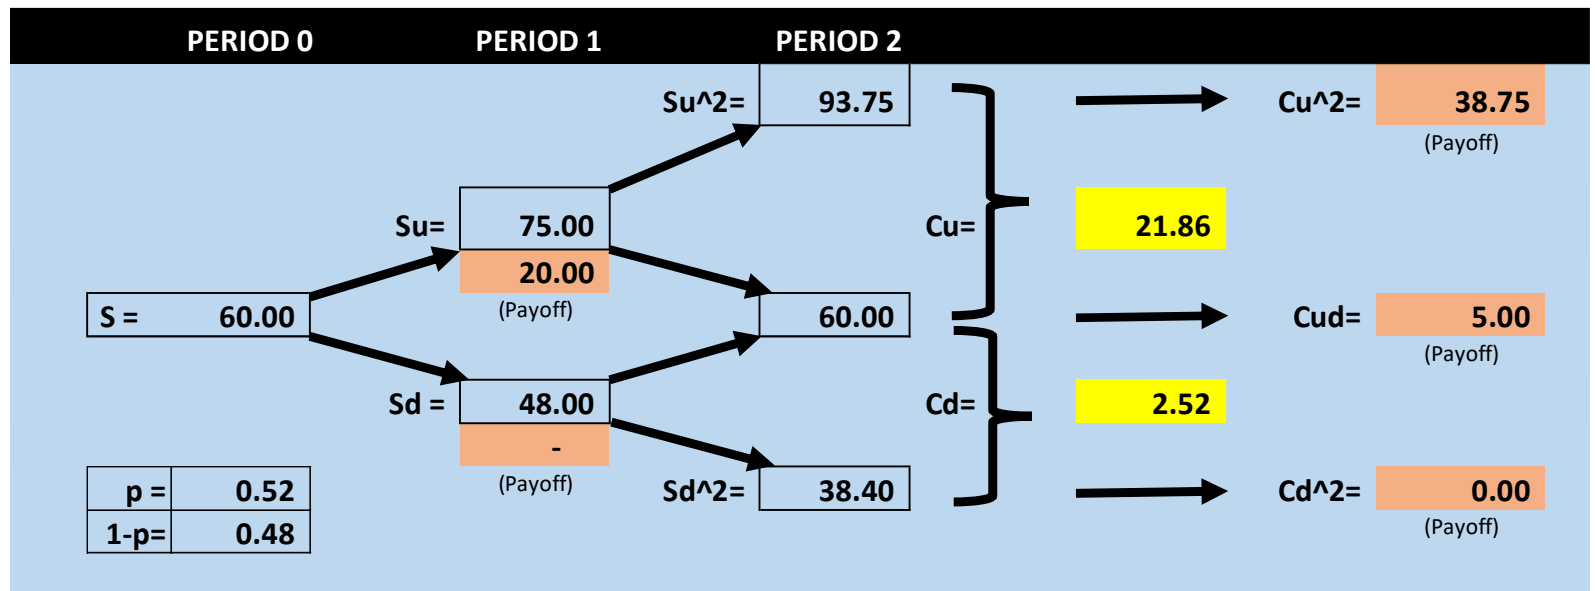 PERIOD 0 PERIOD 1 PERIOD 2
Su^2= 93.75 Cu^2= 38.75
(Payoff)
Su= 75.00 Cu= 21.86
20.00
(Payoff)
S = 60.00 60.00 Cud= 5.00
(Payoff)
Sd = 48.00 Cd= 2.52
-
(Payoff)
p = 0.52 Sd^2= 38.40 Cd^2= 0.00
(Payoff)
1-p= 0.48